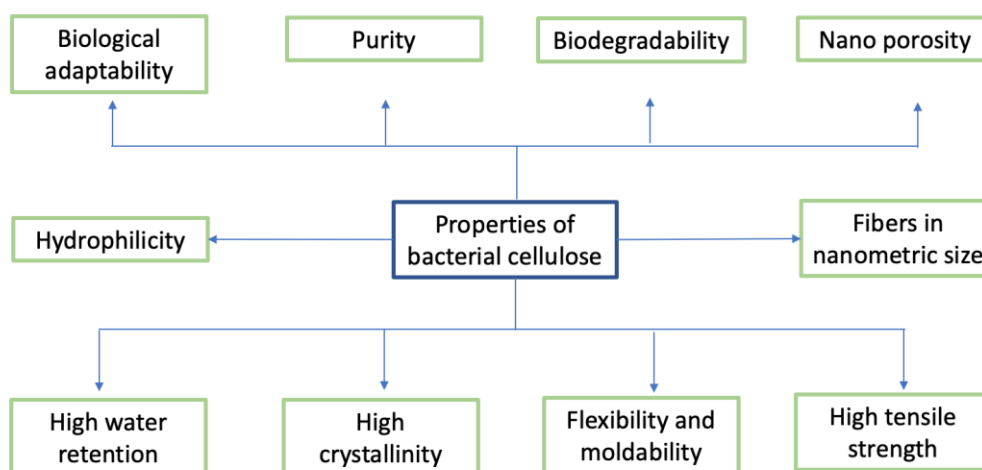 Biological
adaptability
Purity
Biodegradability
Nano porosity
Hydrophilicity
Properties of
bacterial cellulose
Fibers in
nanometric size
High water
retention
High
crystallinity
Flexibility and
moldability
High tensile
strength